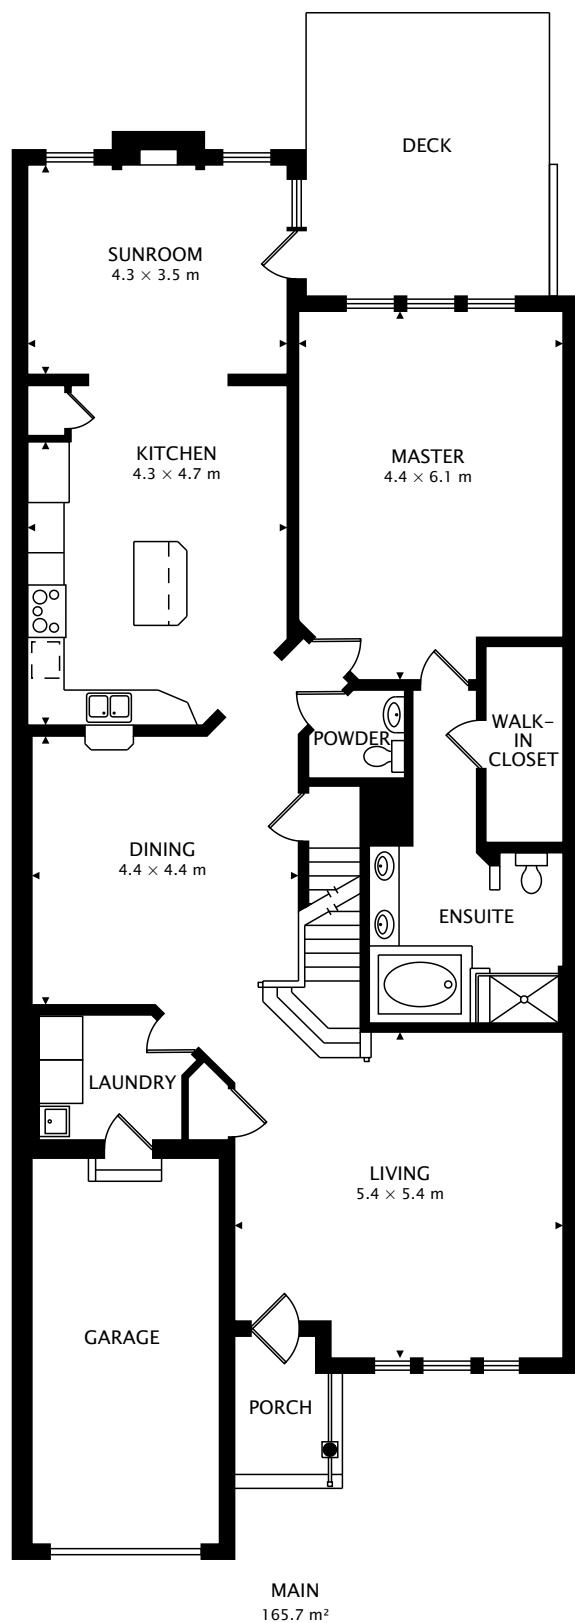 DECK
SUNROOM
4.3 × 3.5 m
KITCHEN
4.3 × 4.7 m
MASTER
4.4 × 6.1 m
WALK-
IN
CLOSET
POWDER
DINING
4.4 × 4.4 m
ENSUITE
LAUNDRY
LIVING
5.4 × 5.4 m
GARAGE
PORCH
MAIN
165.7 m²